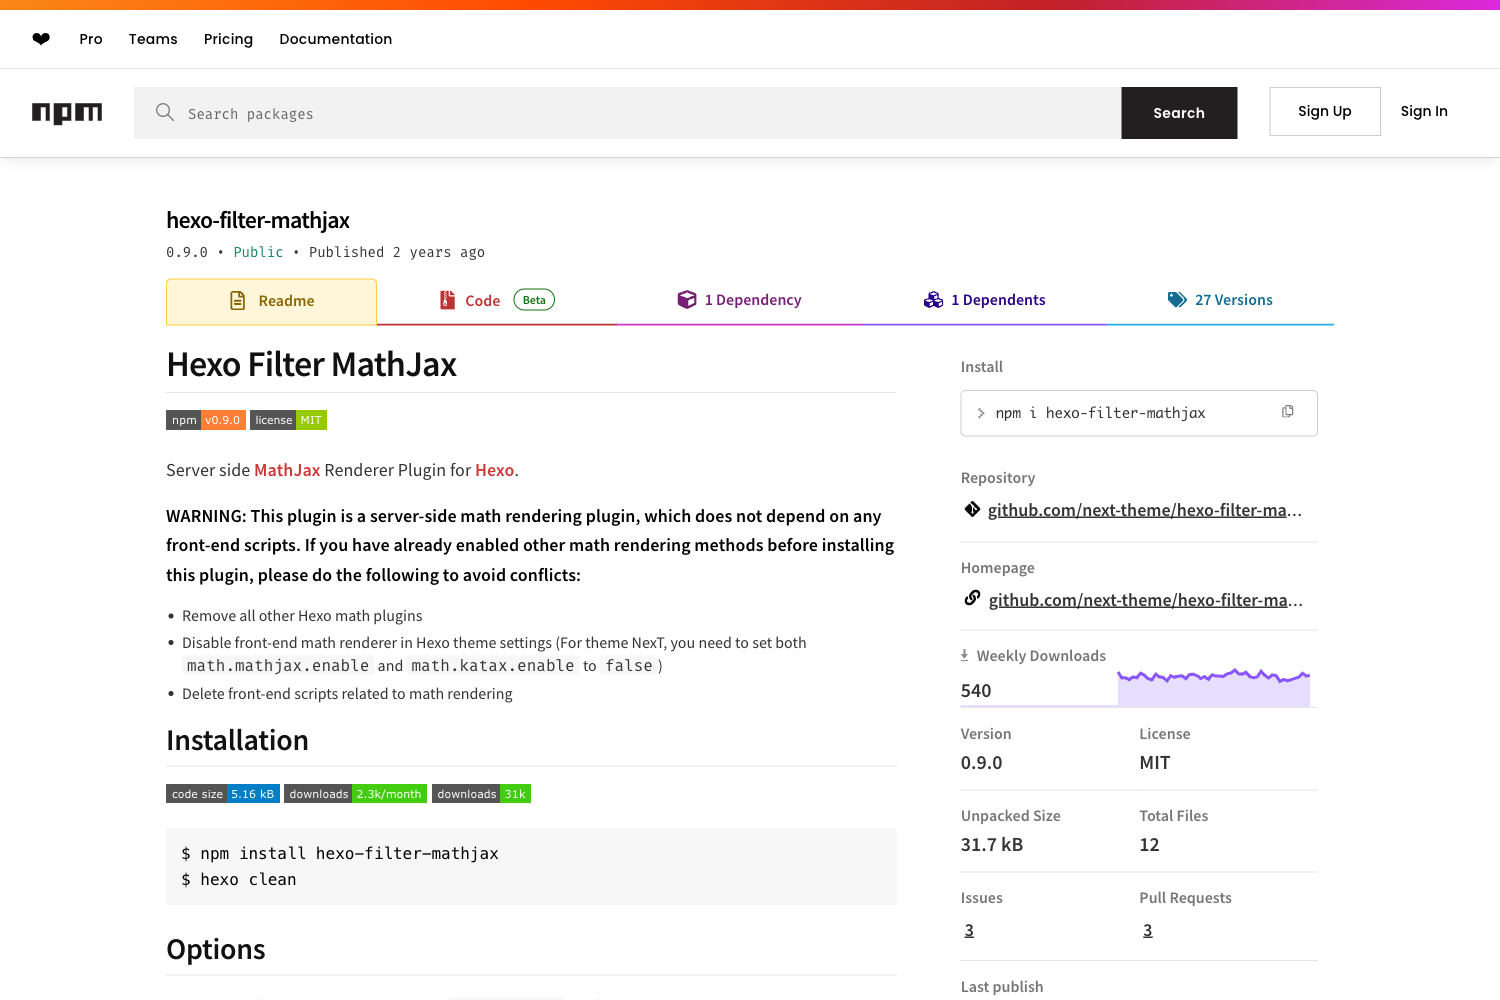 ❤
Pro
Teams
Pricing
Documentation
npm
Search packages
Search
Sign Up
Sign In
hexo-filter-mathjax
0.9.0 • Public • Published 2 years ago
Readme
Code
Beta
1 Dependency
1 Dependents
27 Versions
Hexo Filter MathJax
npm v0.9.0 license MIT
Server side MathJax Renderer Plugin for Hexo.
WARNING: This plugin is a server-side math rendering plugin, which does not depend on any
front-end scripts. If you have already enabled other math rendering methods before installing
this plugin, please do the following to avoid conflicts:
• Remove all other Hexo math plugins
• Disable front-end math renderer in Hexo theme settings (For theme NexT, you need to set both
math.mathjax.enable and math.katax.enable to false )
• Delete front-end scripts related to math rendering
Installation
code size 5.16 kB downloads 2.3k/month downloads 31k
$ npm install hexo-filter-mathjax
$ hexo clean
Options
Install
npm i hexo-filter-mathjax
Repository
github.com/next-theme/hexo-filter-ma…
Homepage
github.com/next-theme/hexo-filter-ma…
Weekly Downloads
540
Version
0.9.0
License
MIT
Unpacked Size
31.7 kB
Total Files
12
Issues
3
Pull Requests
3
Last publish